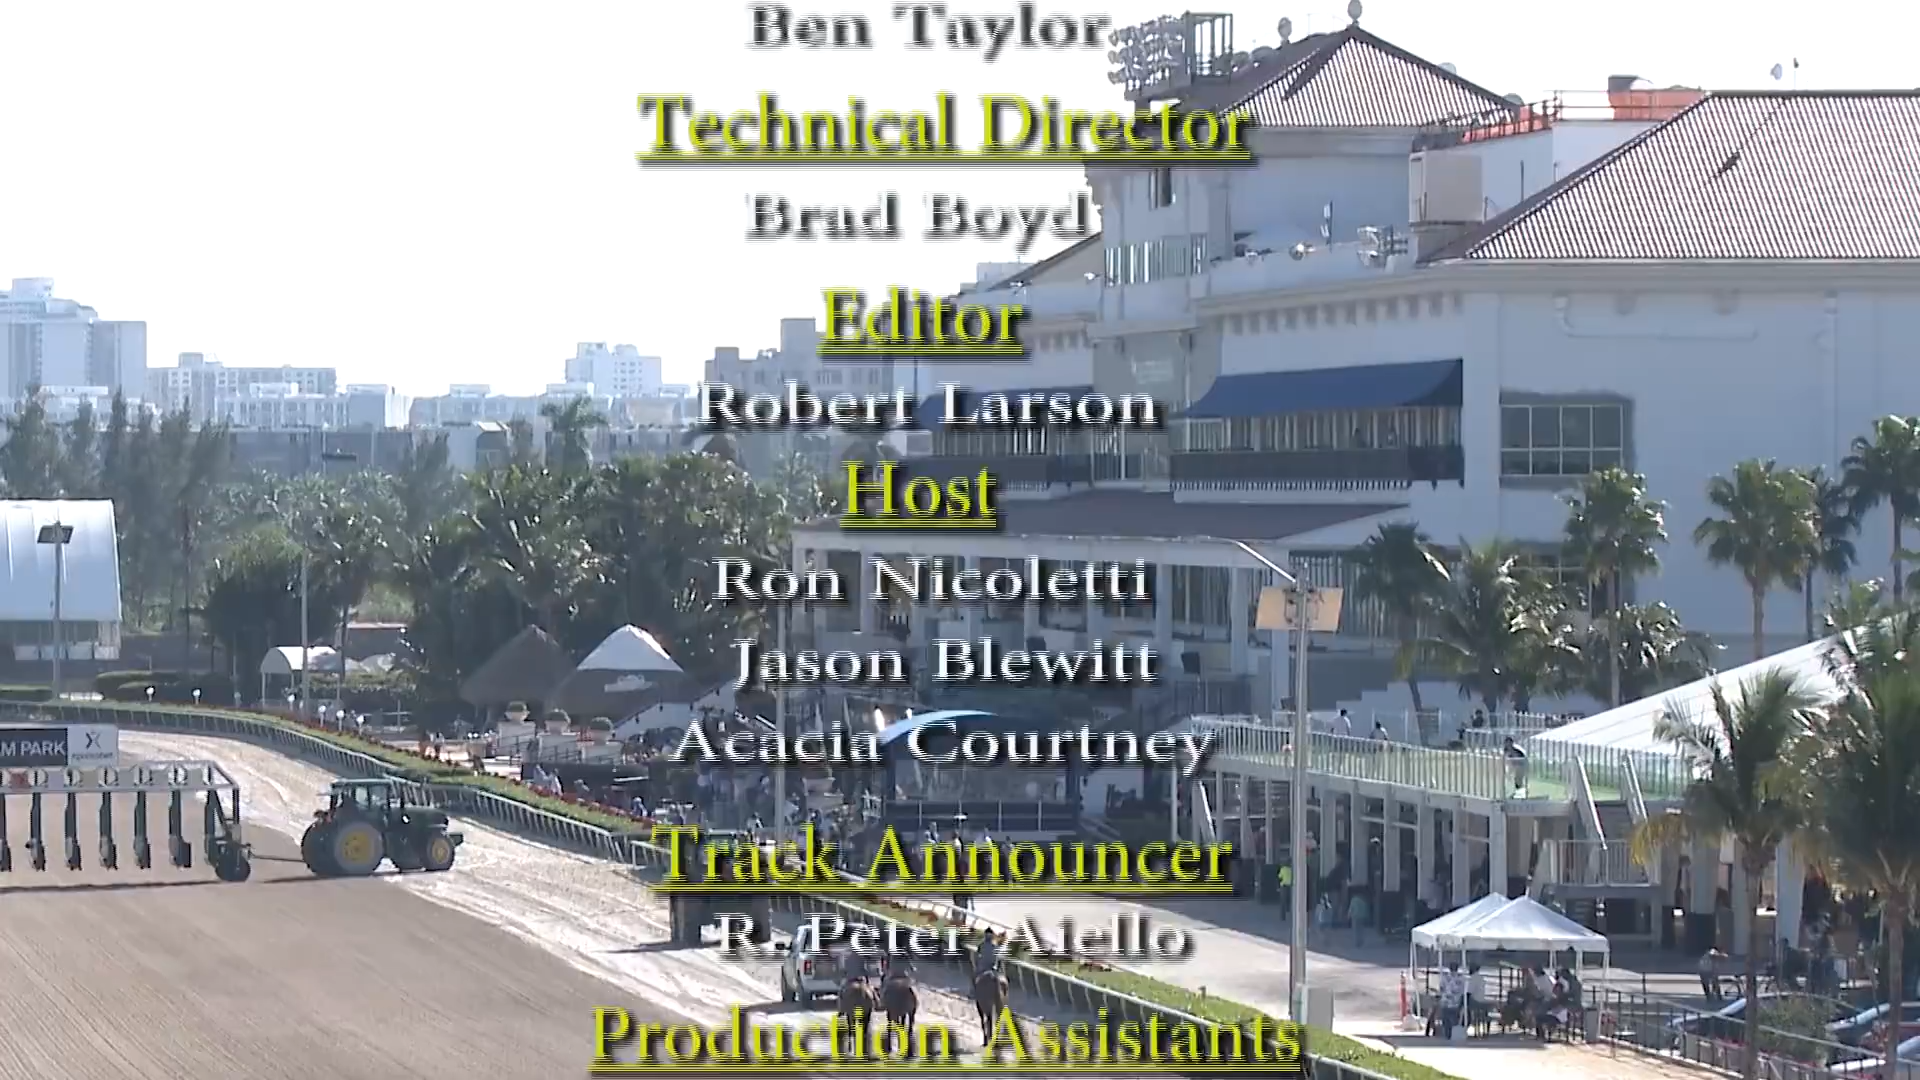 Ben Taylor
Technical Director
Brad Boyd
Editor
Robert Larson
Host
Ron Nicoletti
Jason Blewitt
Acacia Courtney
M PARK
Track Announcer
R. Peter Aiello
Production Assistants